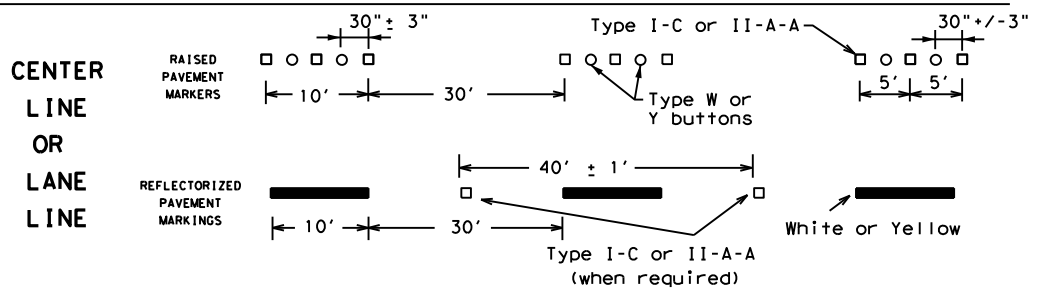 CENTER
LINE
OR
LANE
LINE
RAISED
PAVEMENT
MARKERS
30"± 3"
10'
30'
Type I-C or II-A-A
Type W or
Y buttons
30"+/-3"
5'
5'
REFLECTORIZED
PAVEMENT
MARKINGS
10'
30'
40' ± 1'
Type I-C or II-A-A
(when required)
White or Yellow